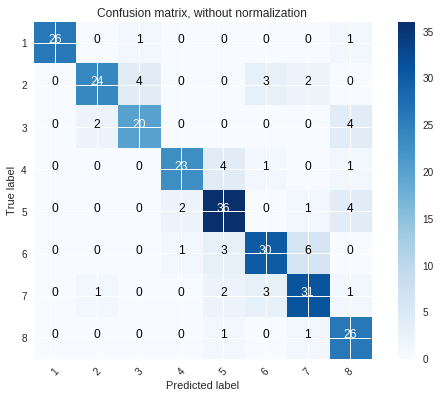 Confusion matrix, without normalization
1 26 0 1 0 0 0 0 1
2 0 24 4 0 0 3 2 0
3 0 2 20 0 0 0 0 4
4 0 0 0 23 4 1 0 1
5 0 0 0 2 36 0 1 4
6 0 0 0 1 3 30 6 0
7 0 1 0 0 2 3 31 1
8 0 0 0 0 1 0 1 26
1 2 3 4 5 6 7 8
True label
Predicted label
35
30
25
20
15
10
5
0